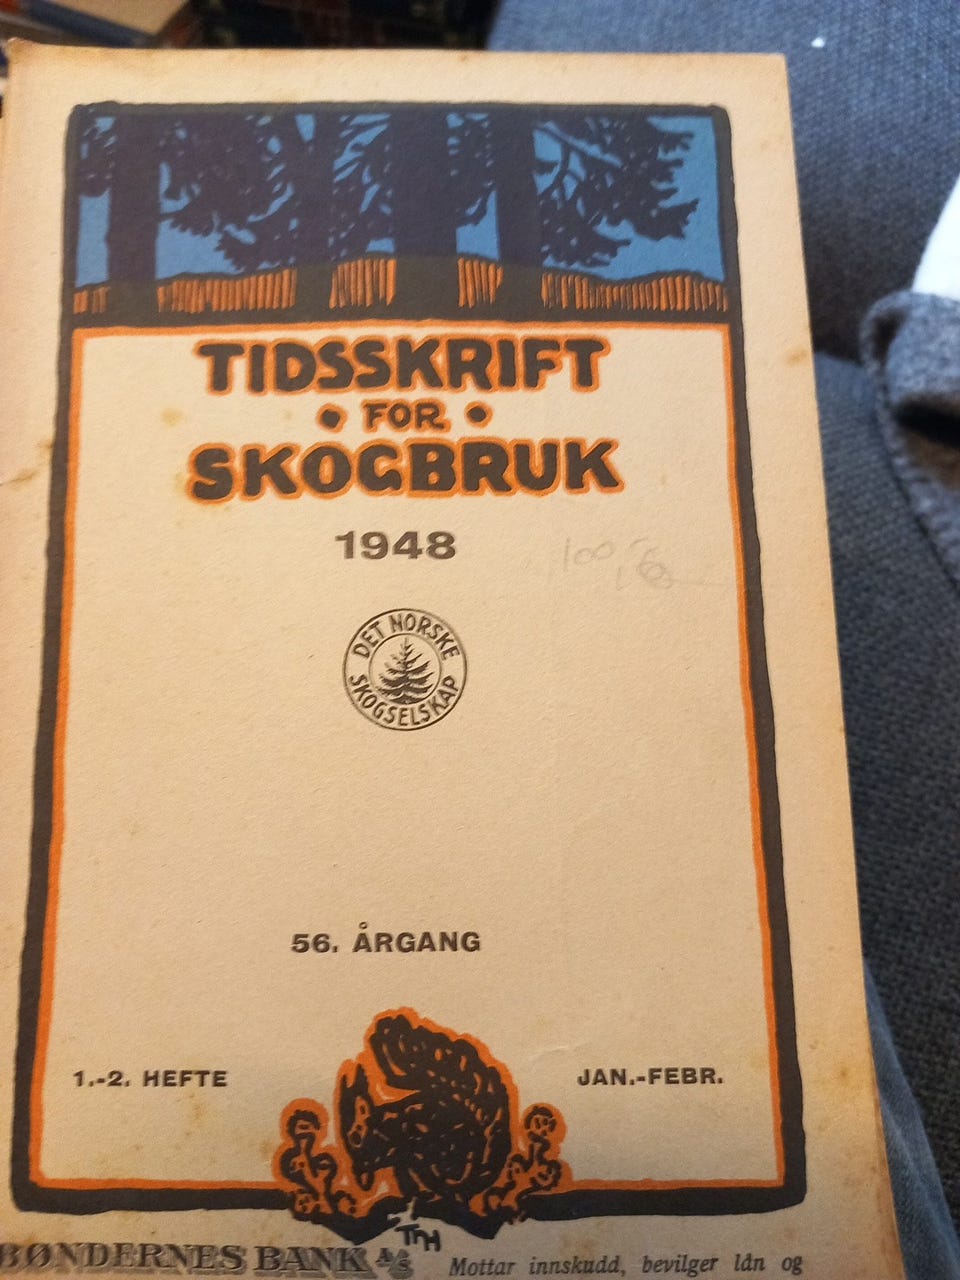 TIDSSKRIFT
• FOR •
SKOGBRUK
1948
DET NORSKE
SKOGSELSKAP
56. ÅRGANG
1.-2. HEFTE
JAN.-FEBR.
BØNDERNES BANK A/S
Mottar innskudd, bevilger lån og